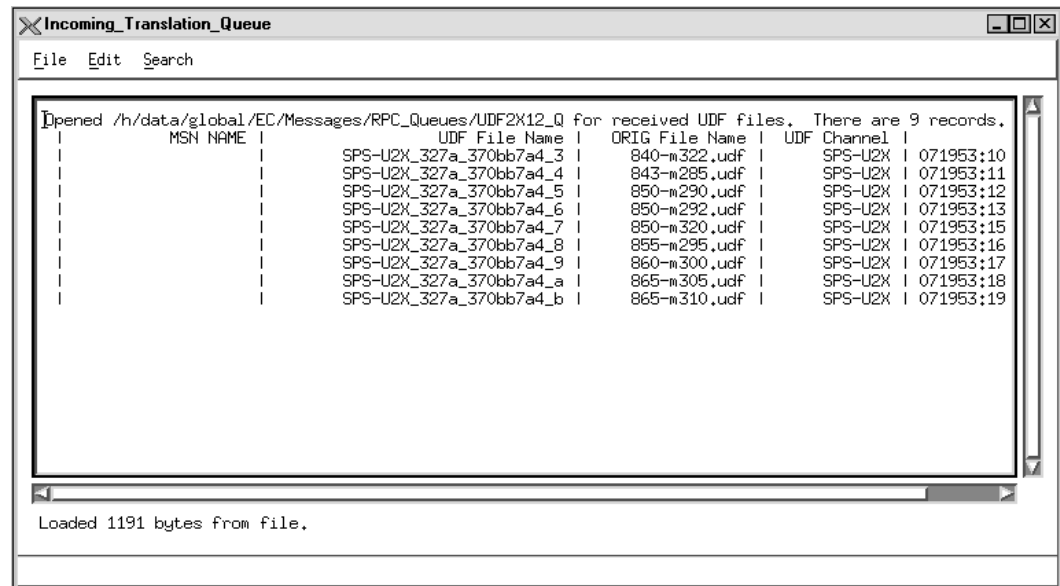 Incoming_Translation_Queue
File Edit Search
Opened /h/data/global/EC/Messages/RPC_Queues/UDF2X12_Q for received UDF files. There are 9 records.
| MSN NAME | UDF File Name | ORIG File Name | UDF Channel |
| | SPS-U2X_327a_370bb7a4_3 | 840-m322.udf | SPS-U2X | 071953:10
| | SPS-U2X_327a_370bb7a4_4 | 843-m285.udf | SPS-U2X | 071953:11
| | SPS-U2X_327a_370bb7a4_5 | 850-m290.udf | SPS-U2X | 071953:12
| | SPS-U2X_327a_370bb7a4_6 | 850-m292.udf | SPS-U2X | 071953:13
| | SPS-U2X_327a_370bb7a4_7 | 850-m320.udf | SPS-U2X | 071953:15
| | SPS-U2X_327a_370bb7a4_8 | 855-m295.udf | SPS-U2X | 071953:16
| | SPS-U2X_327a_370bb7a4_9 | 860-m300.udf | SPS-U2X | 071953:17
| | SPS-U2X_327a_370bb7a4_a | 865-m305.udf | SPS-U2X | 071953:18
| | SPS-U2X_327a_370bb7a4_b | 865-m310.udf | SPS-U2X | 071953:19
Loaded 1191 bytes from file.